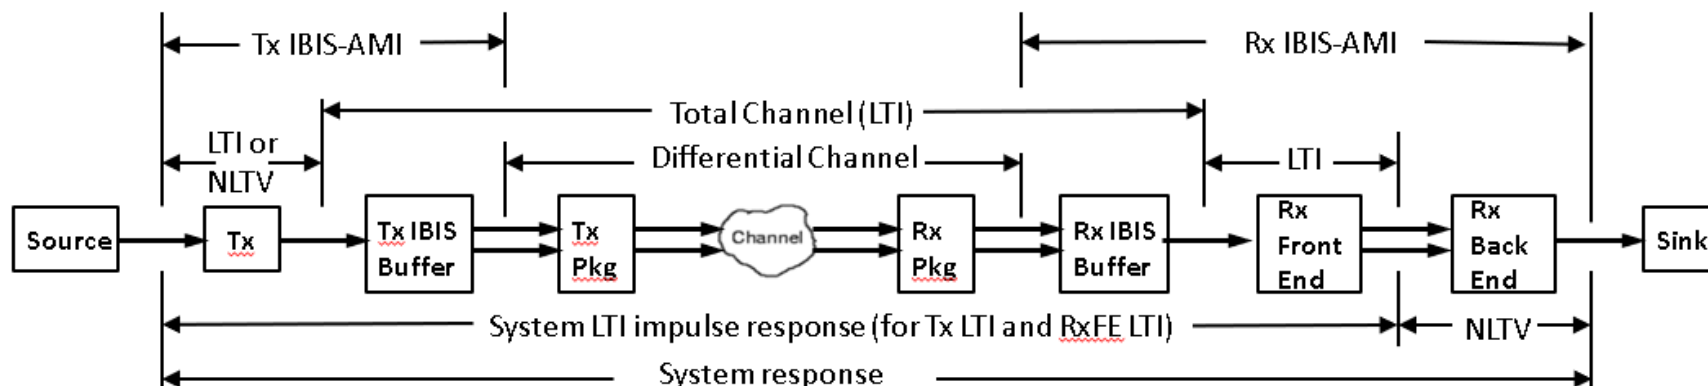 Tx IBIS-AMI
Rx IBIS-AMI
Total Channel (LTI)
LTI or
NLTV
Differential Channel
LTI
Source
Tx
Tx IBIS
Buffer
Tx
Pkg
Channel
Rx
Pkg
Rx IBIS
Buffer
Rx
Front
End
Rx
Back
End
Sink
System LTI impulse response (for Tx LTI and RxFE LTI)
NLTV
System response